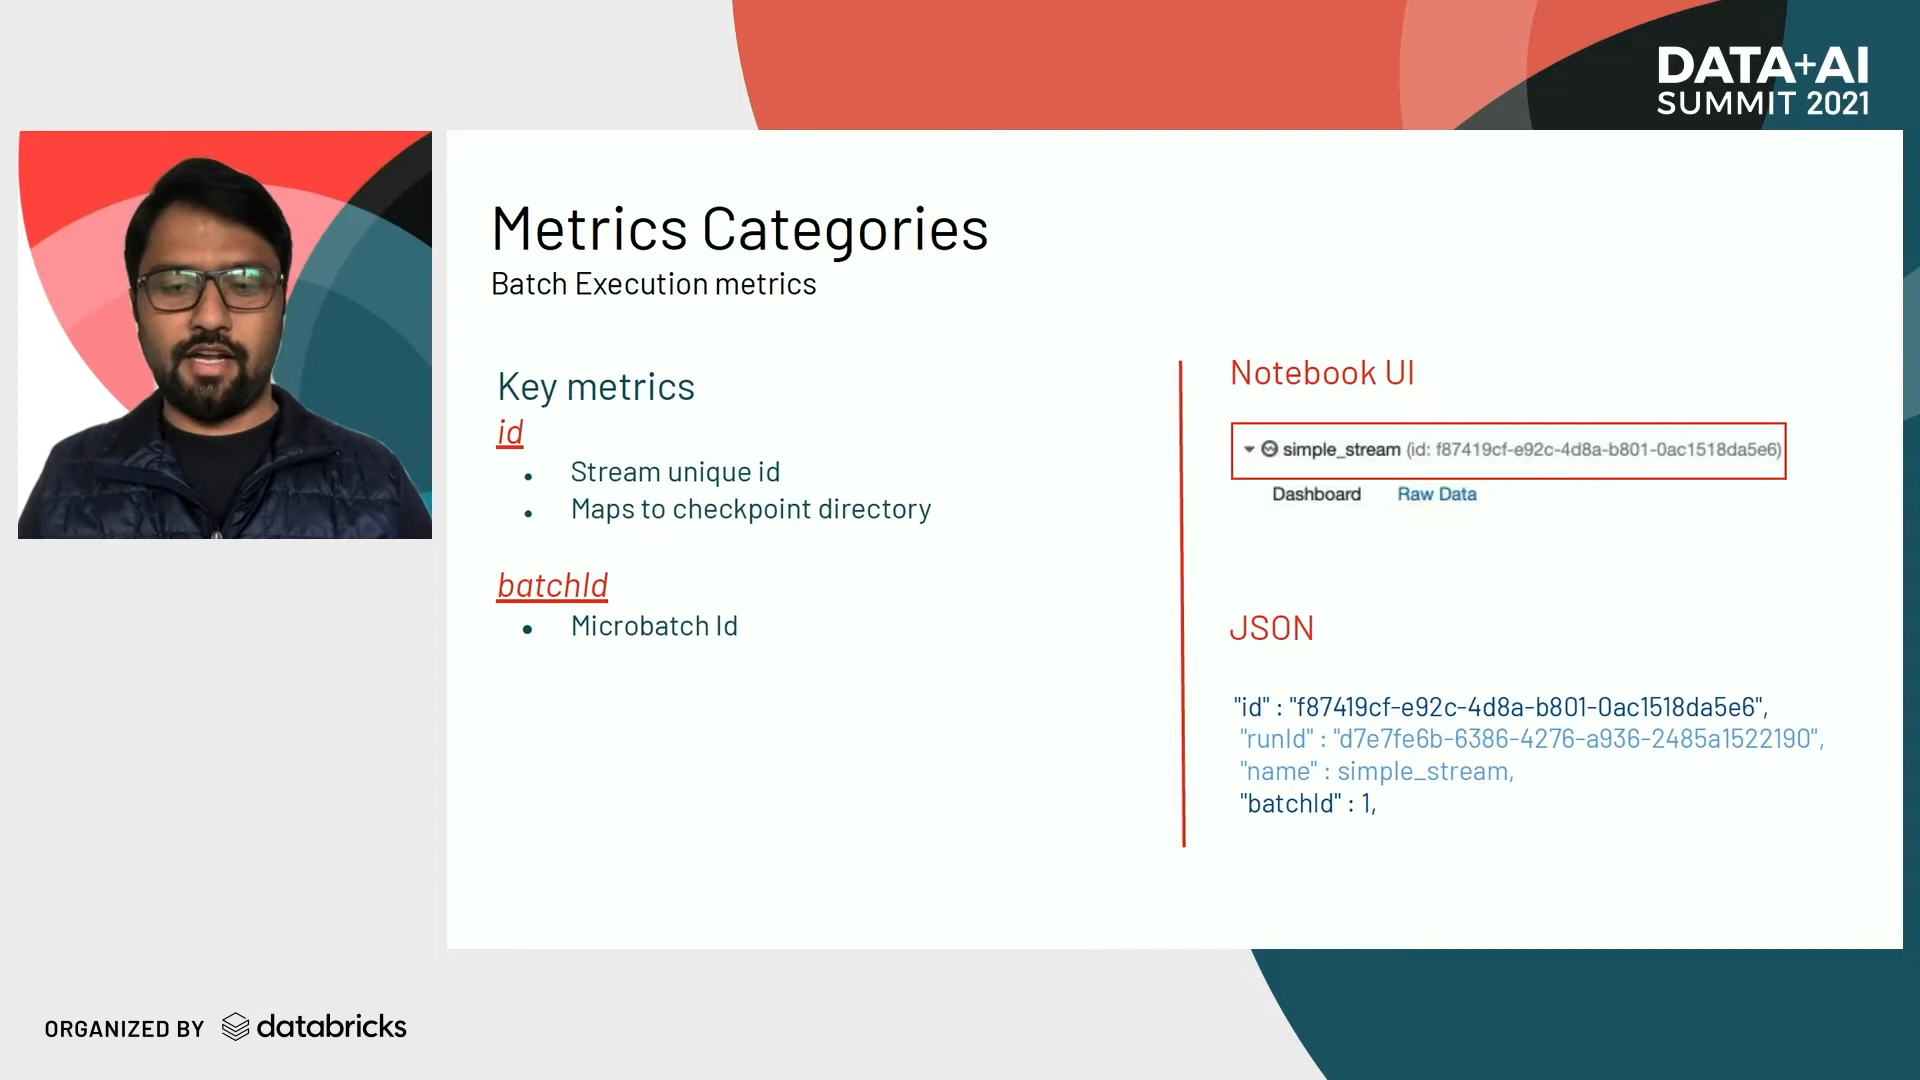 DATA+AI
SUMMIT 2021
Metrics Categories
Batch Execution metrics
Key metrics
id
• Stream unique id
• Maps to checkpoint directory
batchId
• Microbatch Id
Notebook UI
simple_stream (id: f87419cf-e92c-4d8a-b801-0ac1518da5e6)
Dashboard Raw Data
JSON
"id" : "f87419cf-e92c-4d8a-b801-0ac1518da5e6",
"runId" : "d7e7fe6b-6386-4276-a936-2485a1522190",
"name" : simple_stream,
"batchId" : 1,
ORGANIZED BY databricks